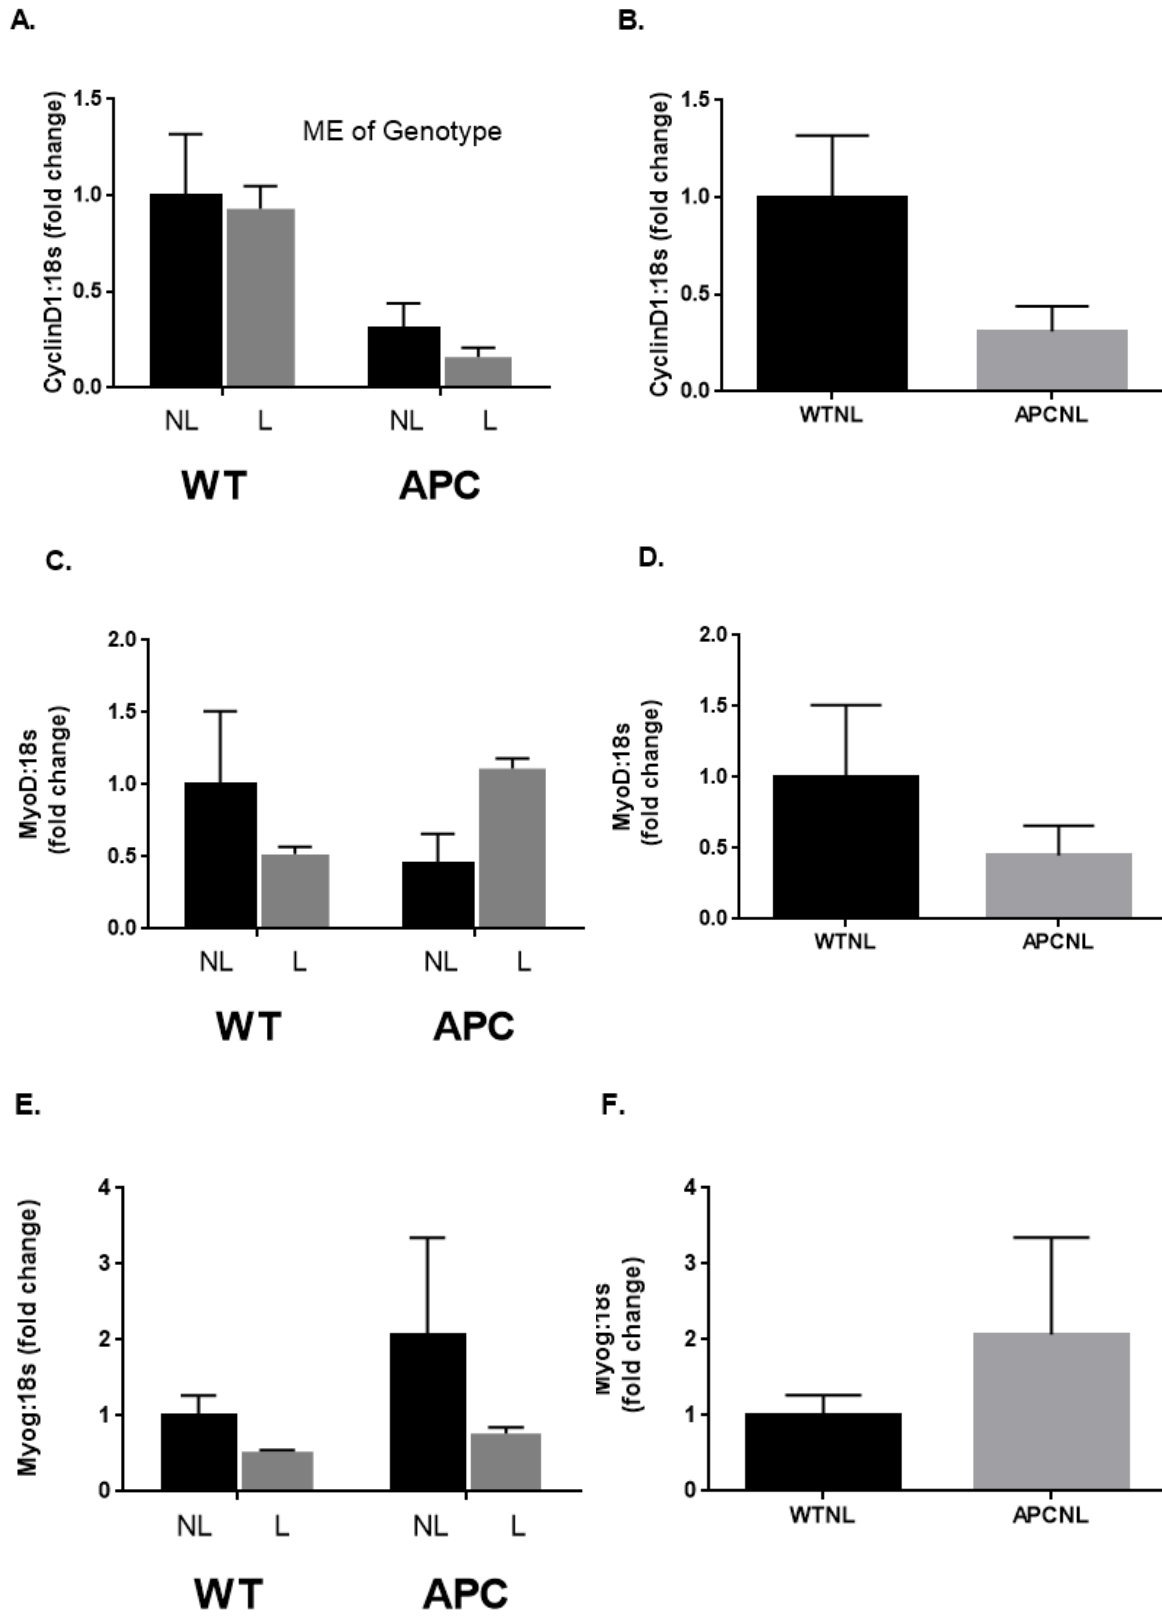 A.
CyclinD1:18s (fold change)
1.5
1.0
0.5
0.0
ME of Genotype
NL L NL L
WT APC
B.
CyclinD1:18s (fold change)
1.5
1.0
0.5
0.0
WTNL APCNL
C.
MyoD:18s
(fold change)
2.0
1.5
1.0
0.5
0.0
NL L NL L
WT APC
D.
MyoD:18s
(fold change)
2.0
1.5
1.0
0.5
0.0
WTNL APCNL
E.
Myog:18s (fold change)
4
3
2
1
0
NL L NL L
WT APC
F.
Myog:18s
(fold change)
4
3
2
1
0
WTNL APCNL